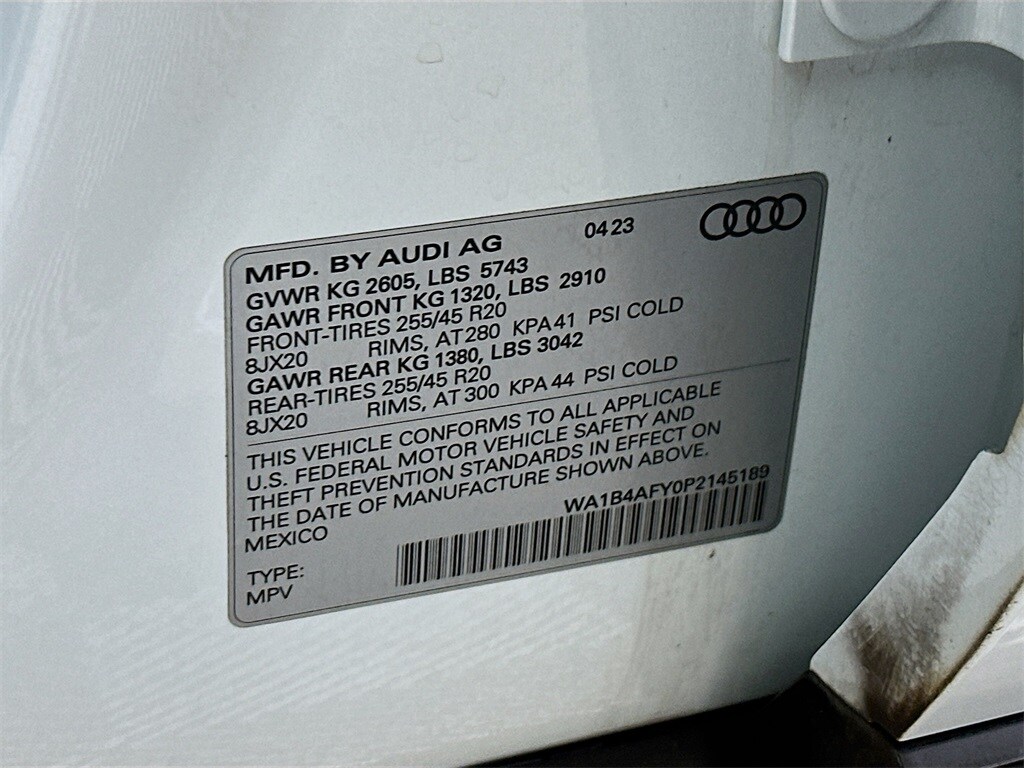 MFD. BY AUDI AG 0423
GVWR KG 2605, LBS 5743
GAWR FRONT KG 1320, LBS 2910
FRONT-TIRES 255/45 R20
8JX20 RIMS, AT 280 KPA 41 PSI COLD
GAWR REAR KG 1380, LBS 3042
REAR-TIRES 255/45 R20
8JX20 RIMS, AT 300 KPA 44 PSI COLD
THIS VEHICLE CONFORMS TO ALL APPLICABLE
U.S. FEDERAL MOTOR VEHICLE SAFETY AND
THEFT PREVENTION STANDARDS IN EFFECT ON
THE DATE OF MANUFACTURE SHOWN ABOVE.
MEXICO WA1B4AFY0P2145189
TYPE:
MPV